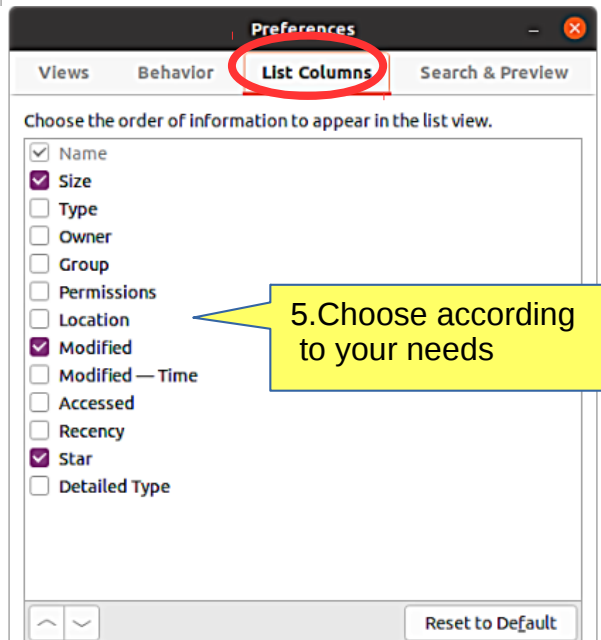 Preferences
Views Behavior List Columns Search & Preview
Choose the order of information to appear in the list view.
Name
Size
Type
Owner
Group
Permissions
Location
Modified
Modified — Time
Accessed
Recency
Star
Detailed Type
5.Choose according
to your needs
Reset to Default